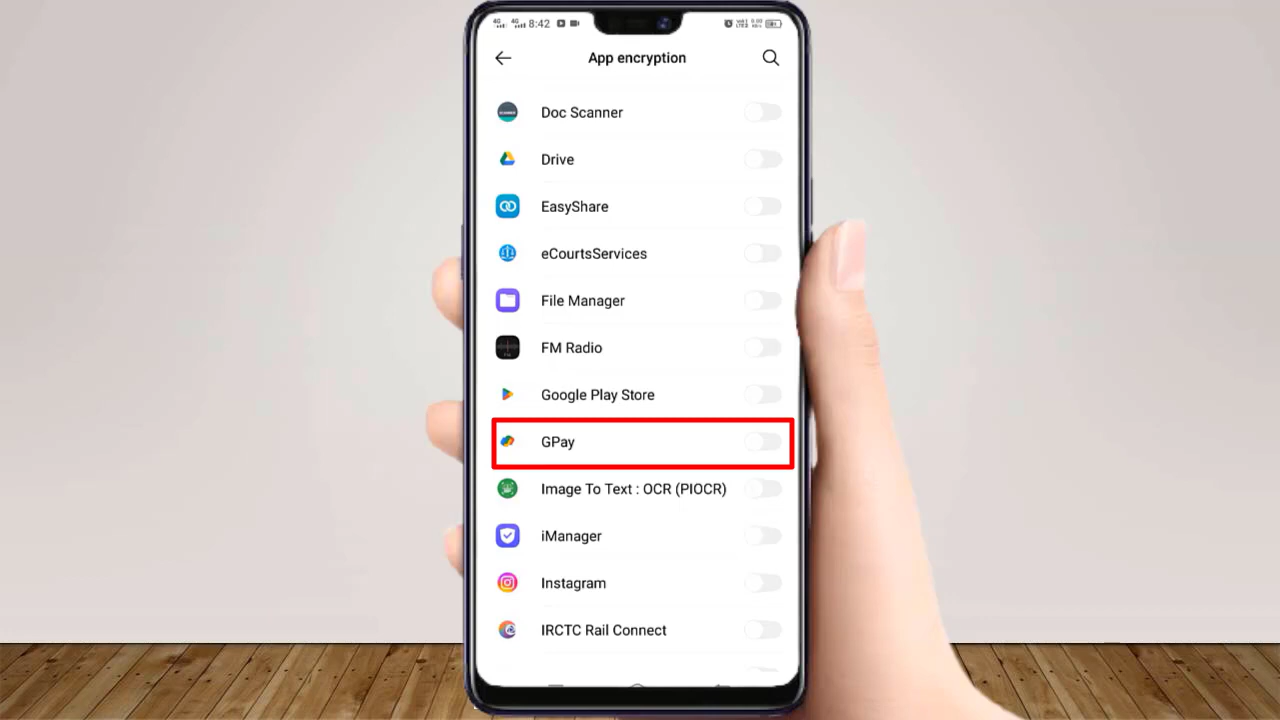 8:42
App encryption
Doc Scanner
Drive
EasyShare
eCourtsServices
File Manager
FM Radio
Google Play Store
GPay
Image To Text : OCR (PIOCR)
iManager
Instagram
IRCTC Rail Connect